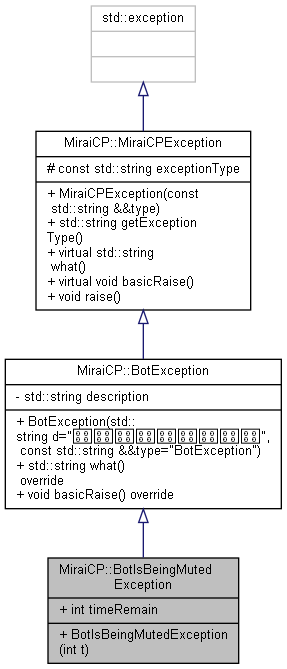 std::exception
MiraiCP::MiraiCPException
# const std::string exceptionType
+ MiraiCPException(const
std::string &&type)
+ std::string getException
Type()
+ virtual std::string
what()
+ virtual void basicRaise()
+ void raise()
MiraiCP::BotException
- std::string description
+ BotException(std::
string d="",
const std::string &&type="BotException")
+ std::string what()
override
+ void basicRaise() override
MiraiCP::BotIsBeingMuted
Exception
+ int timeRemain
+ BotIsBeingMutedException
(int t)